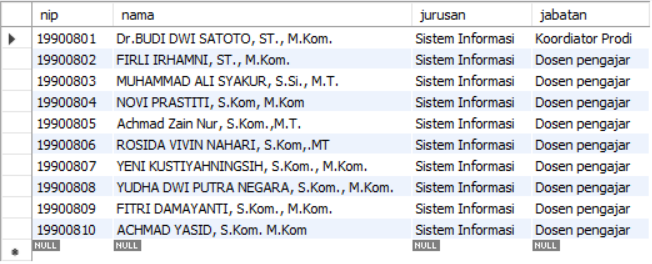 nip nama jurusan jabatan
19900801 Dr.BUDI DWI SATOTO, ST., M.Kom. Sistem Informasi Koordiator Prodi
19900802 FIRLI IRHAMNI, ST., M.Kom. Sistem Informasi Dosen pengajar
19900803 MUHAMMAD ALI SYAKUR, S.Si., M.T. Sistem Informasi Dosen pengajar
19900804 NOVI PRASTITI, S.Kom, M.Kom Sistem Informasi Dosen pengajar
19900805 Achmad Zain Nur, S.Kom.,M.T. Sistem Informasi Dosen pengajar
19900806 ROSIDA VIVIN NAHARI, S.Kom,.MT Sistem Informasi Dosen pengajar
19900807 YENI KUSTIYAHNINGSIH, S.Kom., M.Kom. Sistem Informasi Dosen pengajar
19900808 YUDHA DWI PUTRA NEGARA, S.Kom., M.Kom. Sistem Informasi Dosen pengajar
19900809 FITRI DAMAYANTI, S.Kom., M.Kom. Sistem Informasi Dosen pengajar
19900810 ACHMAD YASID, S.Kom. M.Kom Sistem Informasi Dosen pengajar
NULL NULL NULL NULL